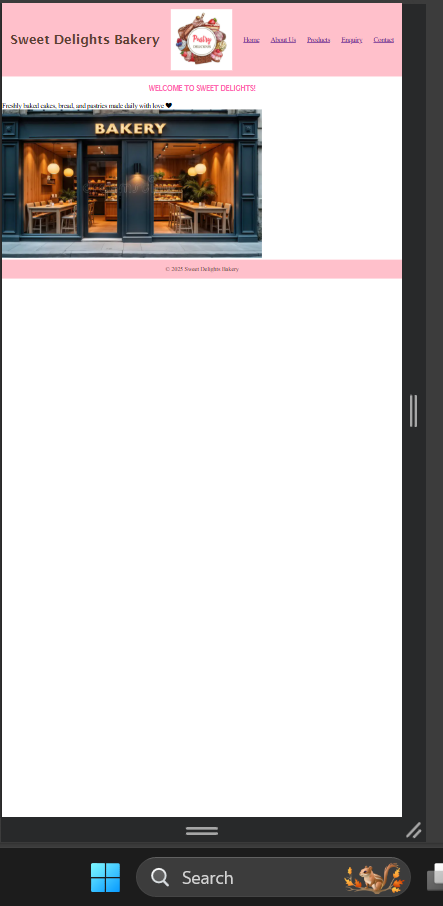 Sweet Delights Bakery
Pastry
Home About Us Products Enquiry Contact
WELCOME TO SWEET DELIGHTS!
Freshly baked cakes, bread, and pastries made daily with love ♥
BAKERY
© 2025 Sweet Delights Bakery
Search